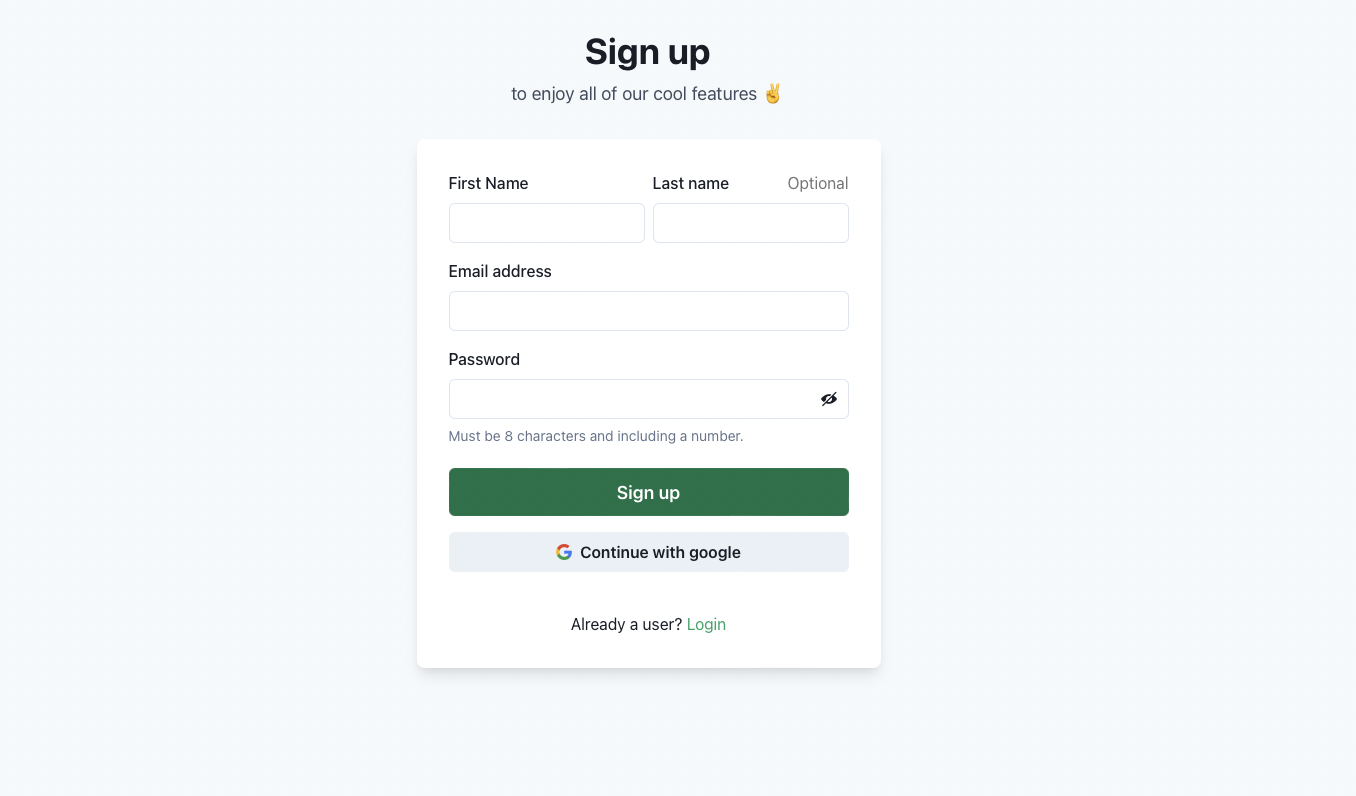 Sign up
to enjoy all of our cool features ✌️
First Name
Last name Optional
Email address
Password
Must be 8 characters and including a number.
Sign up
Continue with google
Already a user? Login